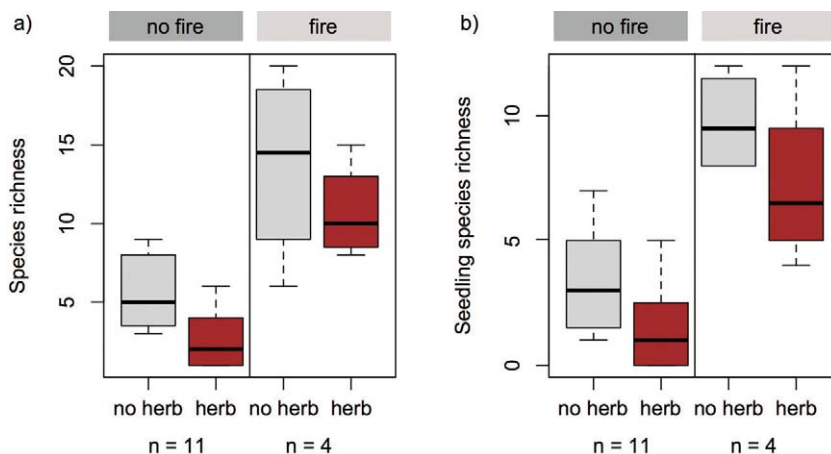 a)
no fire
fire
Species richness
20
15
10
5
no herb
herb
no herb
herb
n = 11
n = 4
b)
no fire
fire
Seedling species richness
10
5
0
no herb
herb
no herb
herb
n = 11
n = 4